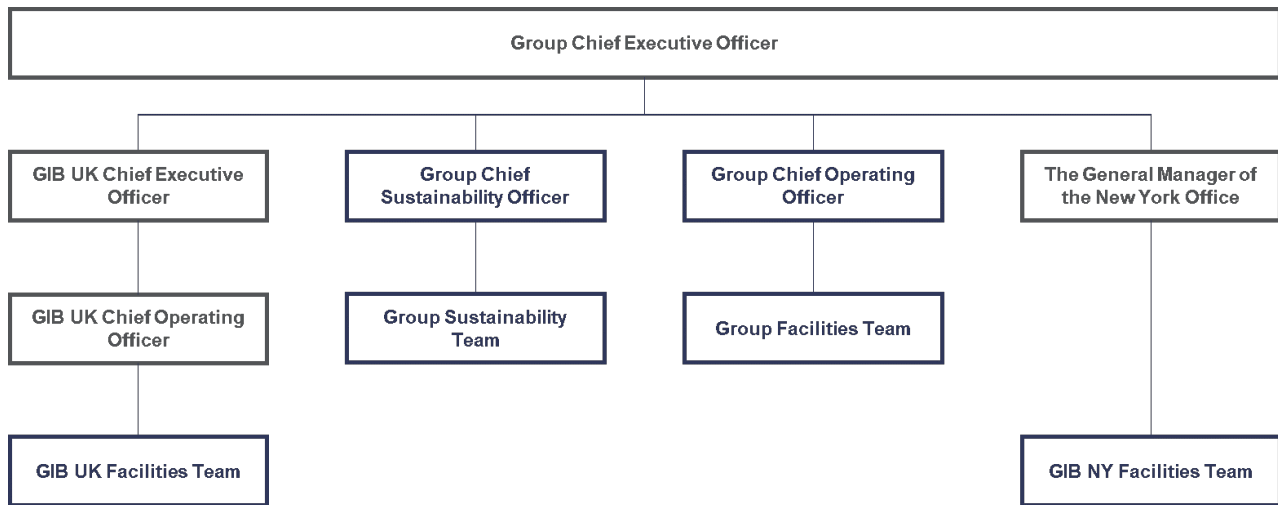 Group Chief Executive Officer
GIB UK Chief Executive
Officer
Group Chief
Sustainability Officer
Group Chief Operating
Officer
The General Manager of
the New York Office
GIB UK Chief Operating
Officer
Group Sustainability
Team
Group Facilities Team
GIB UK Facilities Team
GIB NY Facilities Team